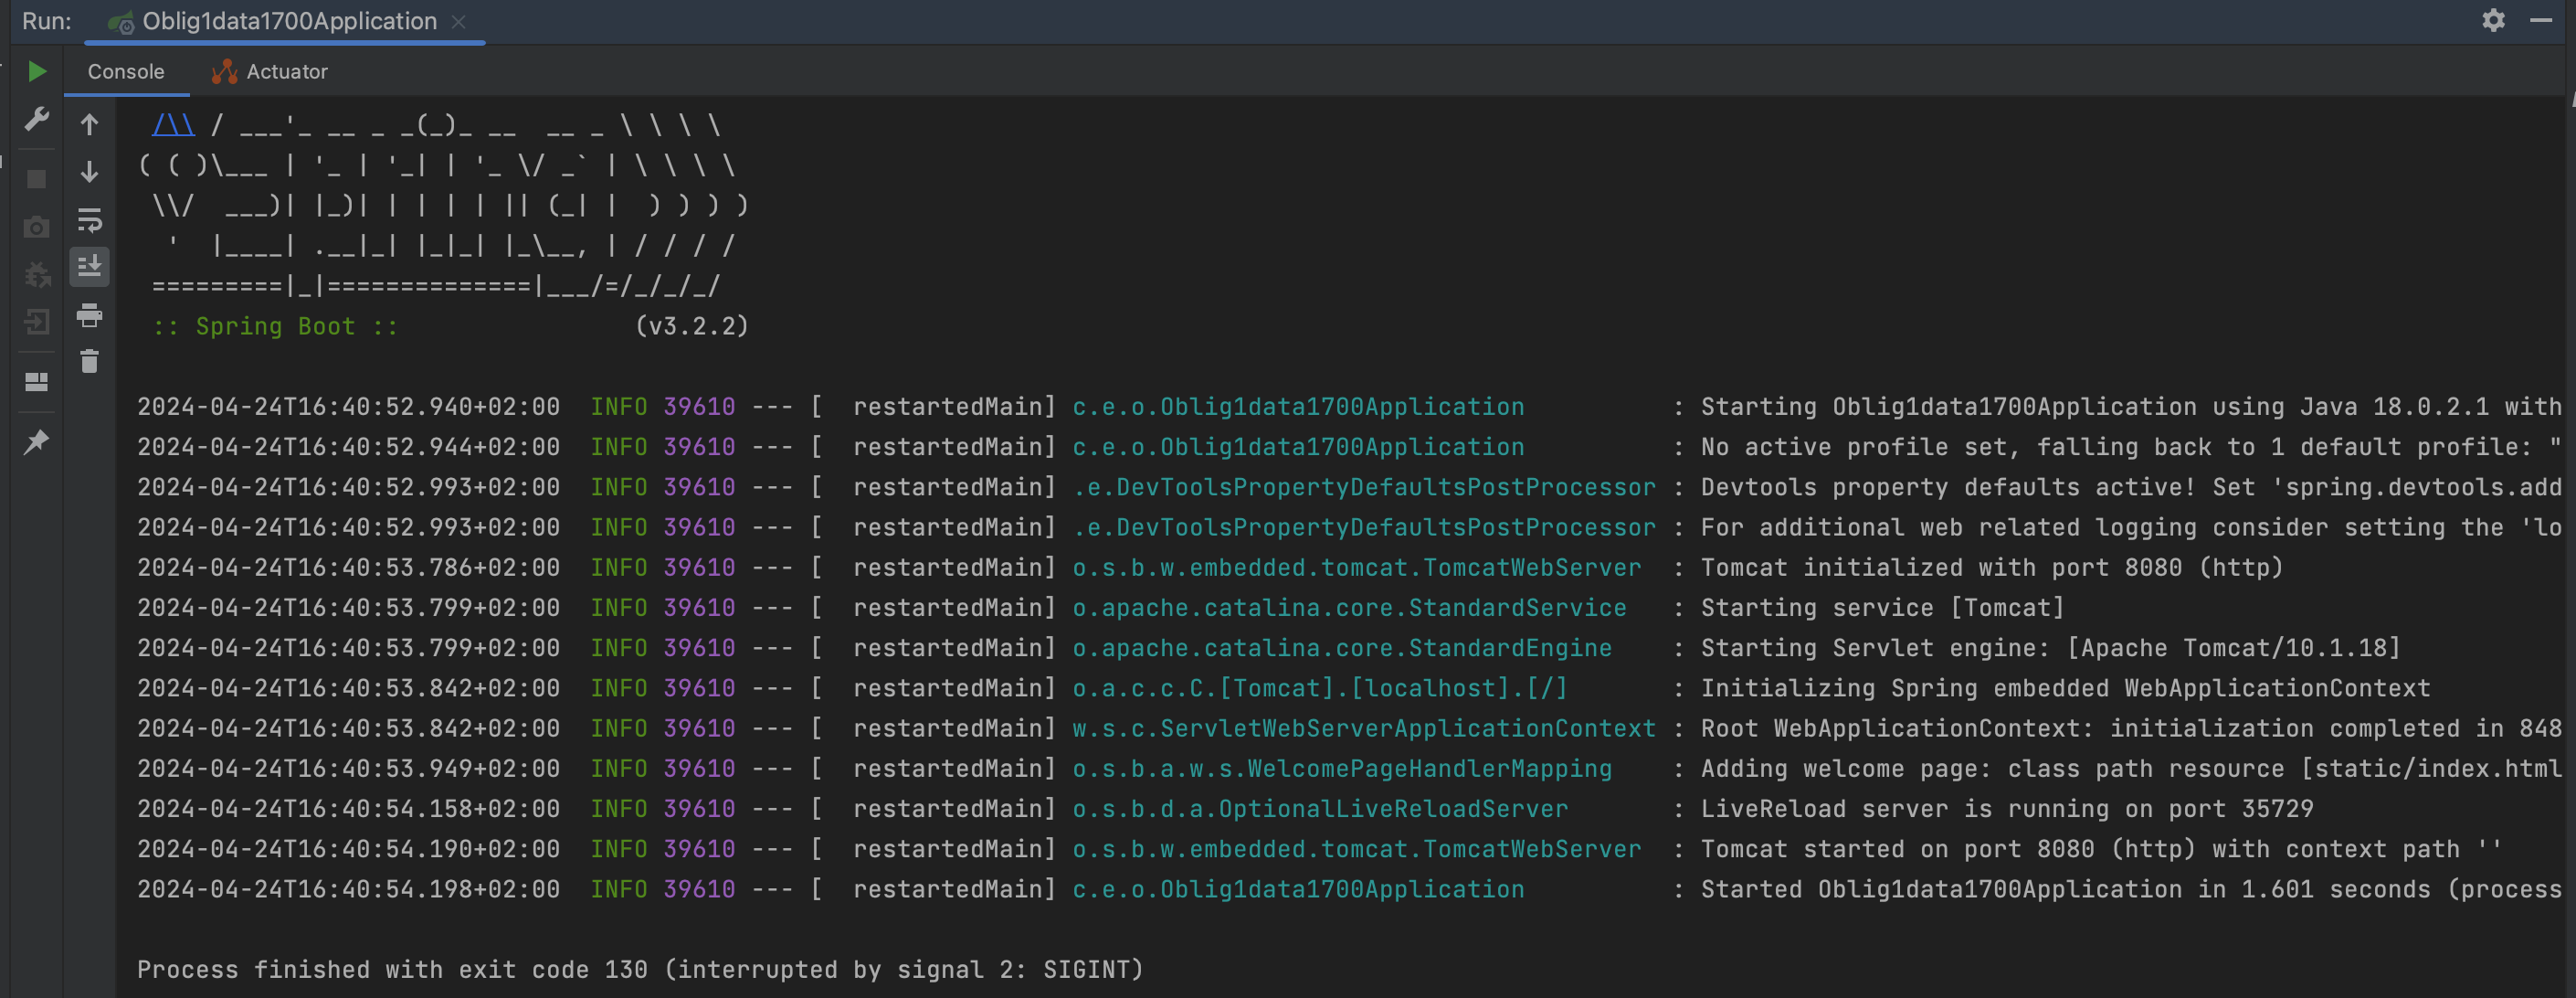 Run: Oblig1data1700Application
Console Actuator
 /\\ / ___'_ __ _ _(_)_ __  __ _ \ \ \ \
( ( )\___ | '_ | '_| | '_ \/ _` | \ \ \ \
 \\/  ___)| |_)| | | | | || (_| |  ) ) ) )
  '  |____| .__|_| |_|_| |_\__, | / / / /
 =========|_|==============|___/=/_/_/_/
 :: Spring Boot ::                (v3.2.2)
2024-04-24T16:40:52.940+02:00  INFO 39610 --- [  restartedMain] c.e.o.Oblig1data1700Application          : Starting Oblig1data1700Application using Java 18.0.2.1 with
2024-04-24T16:40:52.944+02:00  INFO 39610 --- [  restartedMain] c.e.o.Oblig1data1700Application          : No active profile set, falling back to 1 default profile: "
2024-04-24T16:40:52.993+02:00  INFO 39610 --- [  restartedMain] .e.DevToolsPropertyDefaultsPostProcessor : Devtools property defaults active! Set 'spring.devtools.add
2024-04-24T16:40:52.993+02:00  INFO 39610 --- [  restartedMain] .e.DevToolsPropertyDefaultsPostProcessor : For additional web related logging consider setting the 'lo
2024-04-24T16:40:53.786+02:00  INFO 39610 --- [  restartedMain] o.s.b.w.embedded.tomcat.TomcatWebServer  : Tomcat initialized with port 8080 (http)
2024-04-24T16:40:53.799+02:00  INFO 39610 --- [  restartedMain] o.apache.catalina.core.StandardService   : Starting service [Tomcat]
2024-04-24T16:40:53.799+02:00  INFO 39610 --- [  restartedMain] o.apache.catalina.core.StandardEngine    : Starting Servlet engine: [Apache Tomcat/10.1.18]
2024-04-24T16:40:53.842+02:00  INFO 39610 --- [  restartedMain] o.a.c.c.C.[Tomcat].[localhost].[/]       : Initializing Spring embedded WebApplicationContext
2024-04-24T16:40:53.842+02:00  INFO 39610 --- [  restartedMain] w.s.c.ServletWebServerApplicationContext : Root WebApplicationContext: initialization completed in 848
2024-04-24T16:40:53.949+02:00  INFO 39610 --- [  restartedMain] o.s.b.a.w.s.WelcomePageHandlerMapping    : Adding welcome page: class path resource [static/index.html
2024-04-24T16:40:54.158+02:00  INFO 39610 --- [  restartedMain] o.s.b.d.a.OptionalLiveReloadServer       : LiveReload server is running on port 35729
2024-04-24T16:40:54.190+02:00  INFO 39610 --- [  restartedMain] o.s.b.w.embedded.tomcat.TomcatWebServer  : Tomcat started on port 8080 (http) with context path ''
2024-04-24T16:40:54.198+02:00  INFO 39610 --- [  restartedMain] c.e.o.Oblig1data1700Application          : Started Oblig1data1700Application in 1.601 seconds (process
Process finished with exit code 130 (interrupted by signal 2: SIGINT)